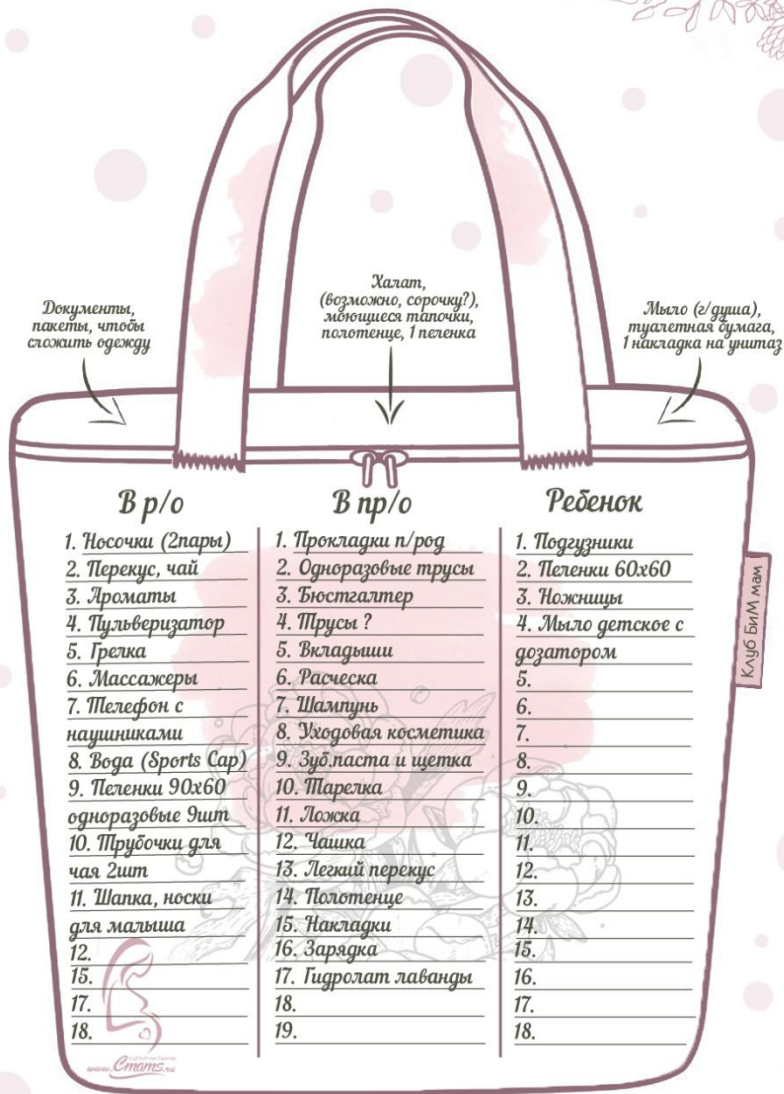 Документы,
пакеты, чтобы
сложить одежду
Халат,
(возможно, сорочку?),
моющиеся тапочки,
полотенце, 1 пеленка
Мыло (г/душа),
туалетная бумага,
1 накладка на унитаз
В р/о
1. Носочки (2пары)
2. Перекус, чай
3. Ароматы
4. Пульверизатор
5. Грелка
6. Массажеры
7. Телефон с
наушниками
8. Вода (Sports Cap)
9. Пеленки 90х60
одноразовые 9шт
10. Трубочки для
чая 2шт
11. Шапка, носки
для малыша
12.
15.
17.
18.
В пр/о
1. Прокладки п/род
2. Одноразовые трусы
3. Бюстгалтер
4. Трусы ?
5. Вкладыши
6. Расческа
7. Шампунь
8. Уходовая косметика
9. Зуб.паста и щетка
10. Тарелка
11. Ложка
12. Чашка
13. Легкий перекус
14. Полотенце
15. Накладки
16. Зарядка
17. Гидролат лаванды
18.
19.
Ребенок
1. Подгузники
2. Пеленки 60х60
3. Ножницы
4. Мыло детское с
дозатором
5.
6.
7.
8.
9.
10.
11.
12.
13.
14.
15.
16.
17.
18.
Клуб БиМ мам
www.Cmams.ru